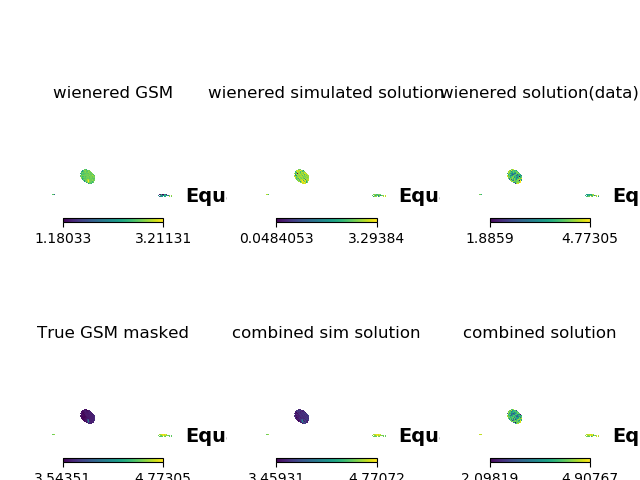 wienered GSM
wienered simulated solution
wienered solution(data)
Equ
Equ
Eq
1.18033 3.21131
0.0484053 3.29384
1.8859 4.77305
True GSM masked
combined sim solution
combined solution
Equ
Equ
Eq
3.54351 4.77305
3.45931 4.77072
2.09819 4.90767